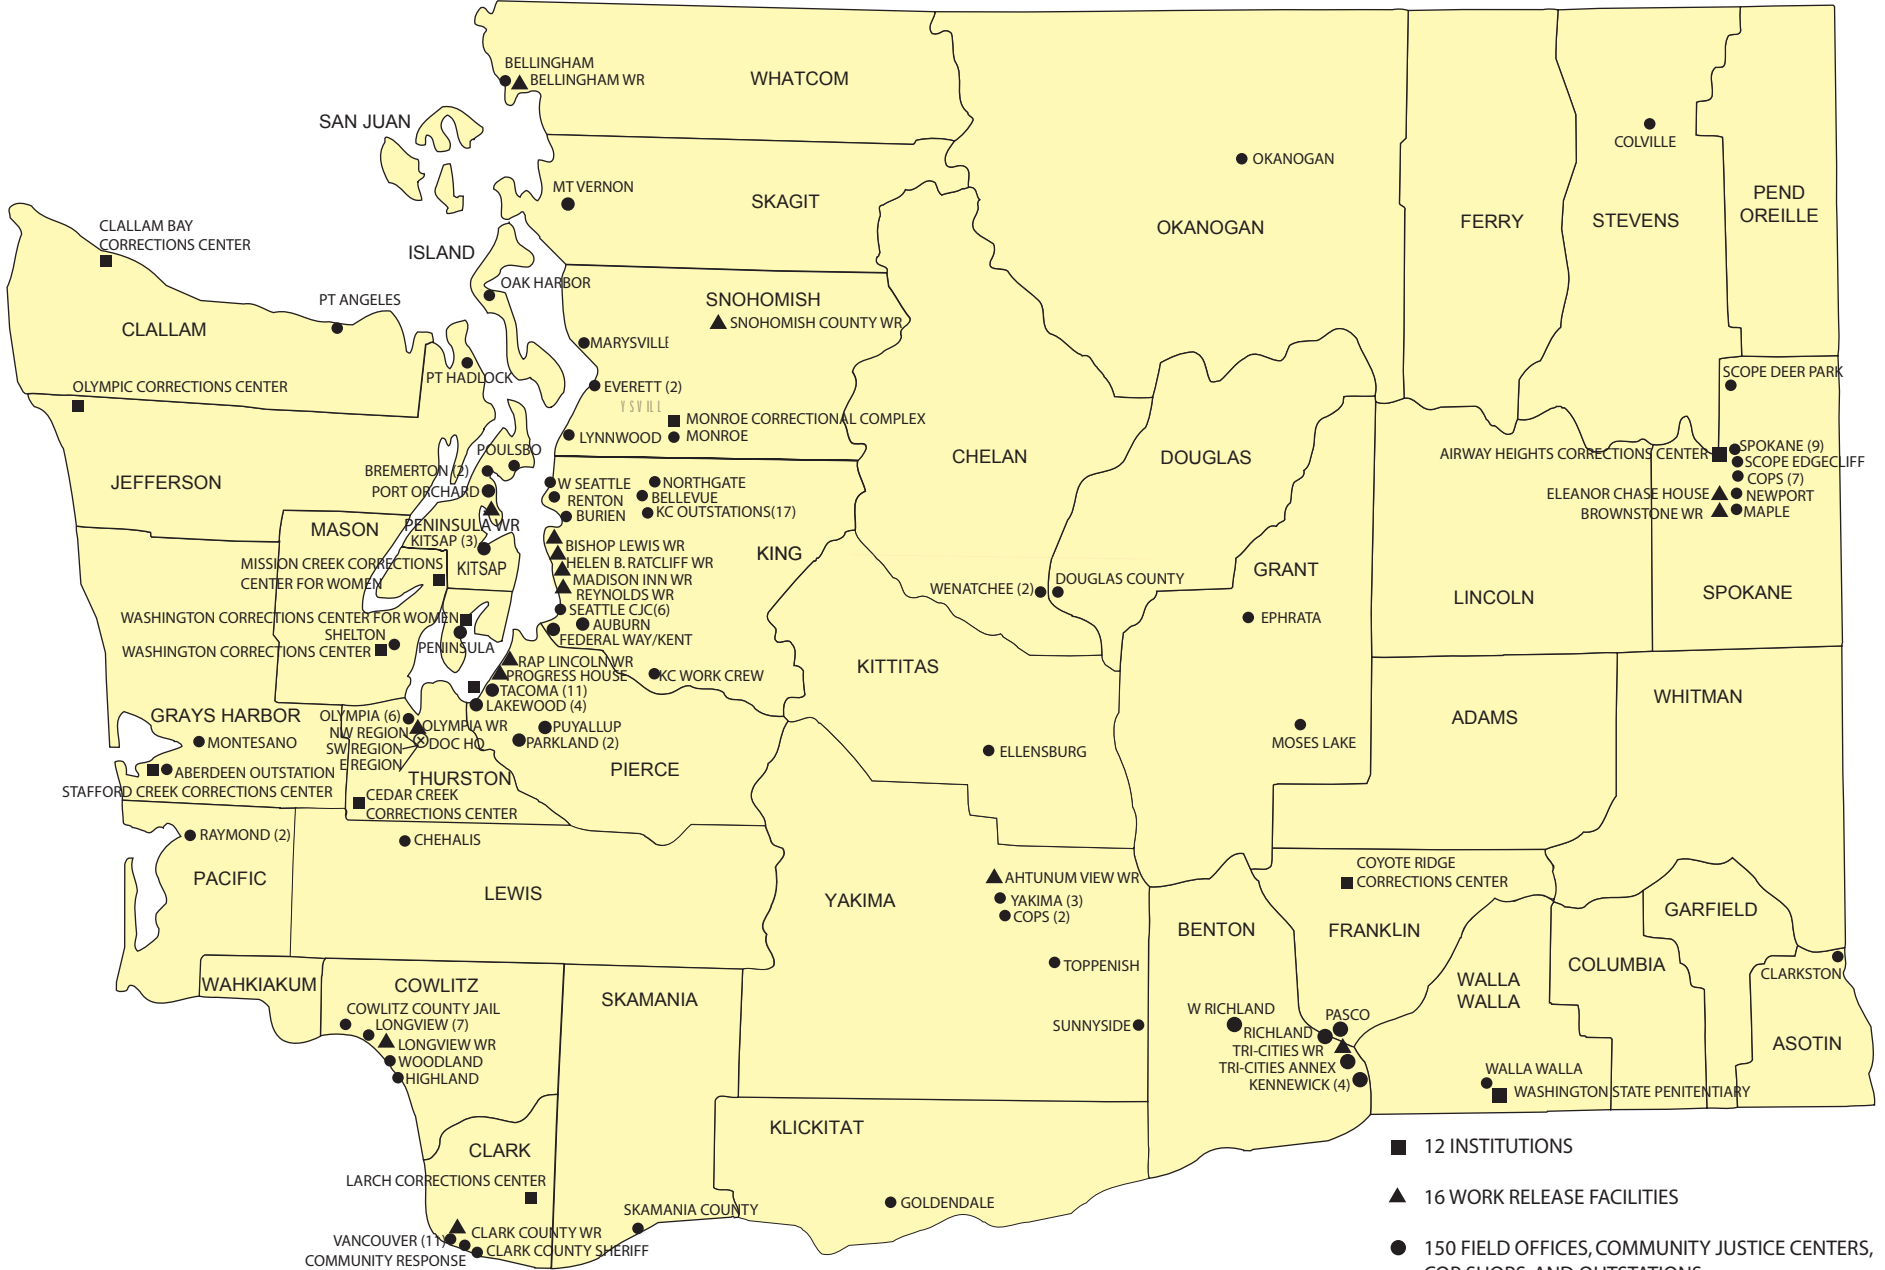 BELLINGHAM
BELLINGHAM WR
WHATCOM
SAN JUAN
COLVILLE
OKANOGAN
MT VERNON
SKAGIT
PEND
OREILLE
FERRY
STEVENS
OKANOGAN
CLALLAM BAY
CORRECTIONS CENTER
ISLAND
OAK HARBOR
PT ANGELES
SNOHOMISH
SNOHOMISH COUNTY WR
CLALLAM
MARYSVILLE
PT HADLOCK
SCOPE DEER PARK
OLYMPIC CORRECTIONS CENTER
EVERETT (2)
YSVILL
MONROE CORRECTIONAL COMPLEX
LYNNWOOD
MONROE
POULSBO
CHELAN
DOUGLAS
AIRWAY HEIGHTS CORRECTIONS CENTER
SPOKANE (9)
SCOPE EDGECLIFF
COPS (7)
ELEANOR CHASE HOUSE
NEWPORT
BROWNSTONE WR
MAPLE
BREMERTON (2)
JEFFERSON
PORT ORCHARD
W SEATTLE
NORTHGATE
RENTON
BELLEVUE
BURIEN
KC OUTSTATIONS(17)
MASON
PENINSULA WR
KITSAP (3)
BISHOP LEWIS WR
KING
MISSION CREEK CORRECTIONS
CENTER FOR WOMEN
KITSAP
HELEN B. RATCLIFF WR
MADISON INN WR
REYNOLDS WR
WENATCHEE (2)
DOUGLAS COUNTY
GRANT
LINCOLN
SPOKANE
WASHINGTON CORRECTIONS CENTER FOR WOMEN
SEATTLE CJC(6)
AUBURN
EPHRATA
SHELTON
FEDERAL WAY/KENT
WASHINGTON CORRECTIONS CENTER
PENINSULA
RAP LINCOLN WR
PROGRESS HOUSE
KC WORK CREW
KITTITAS
TACOMA (11)
LAKEWOOD (4)
WHITMAN
GRAYS HARBOR
OLYMPIA (6)
OLYMPIA WR
NW REGION
DOC HQ
SW REGION
E REGION
PUYALLUP
PARKLAND (2)
ADAMS
MONTESANO
MOSES LAKE
ELLENSBURG
ABERDEEN OUTSTATION
STAFFORD CREEK CORRECTIONS CENTER
THURSTON
PIERCE
CEDAR CREEK
CORRECTIONS CENTER
RAYMOND (2)
CHEHALIS
PACIFIC
LEWIS
AHTUNUM VIEW WR
YAKIMA
YAKIMA (3)
COPS (2)
COYOTE RIDGE
CORRECTIONS CENTER
BENTON
FRANKLIN
GARFIELD
TOPPENISH
COLUMBIA
CLARKSTON
WAHKIAKUM
COWLITZ
SKAMANIA
WALLA
WALLA
COWLITZ COUNTY JAIL
LONGVIEW (7)
LONGVIEW WR
WOODLAND
HIGHLAND
SUNNYSIDE
W RICHLAND
PASCO
RICHLAND
TRI-CITIES WR
TRI-CITIES ANNEX
KENNEWICK (4)
ASOTIN
WALLA WALLA
WASHINGTON STATE PENITENTIARY
KLICKITAT
CLARK
LARCH CORRECTIONS CENTER
SKAMANIA COUNTY
GOLDENDALE
VANCOUVER (11)
CLARK COUNTY WR
CLARK COUNTY SHERIFF
COMMUNITY RESPONSE
12 INSTITUTIONS
16 WORK RELEASE FACILITIES
150 FIELD OFFICES, COMMUNITY JUSTICE CENTERS,
COP SHOPS, AND OUTSTATIONS